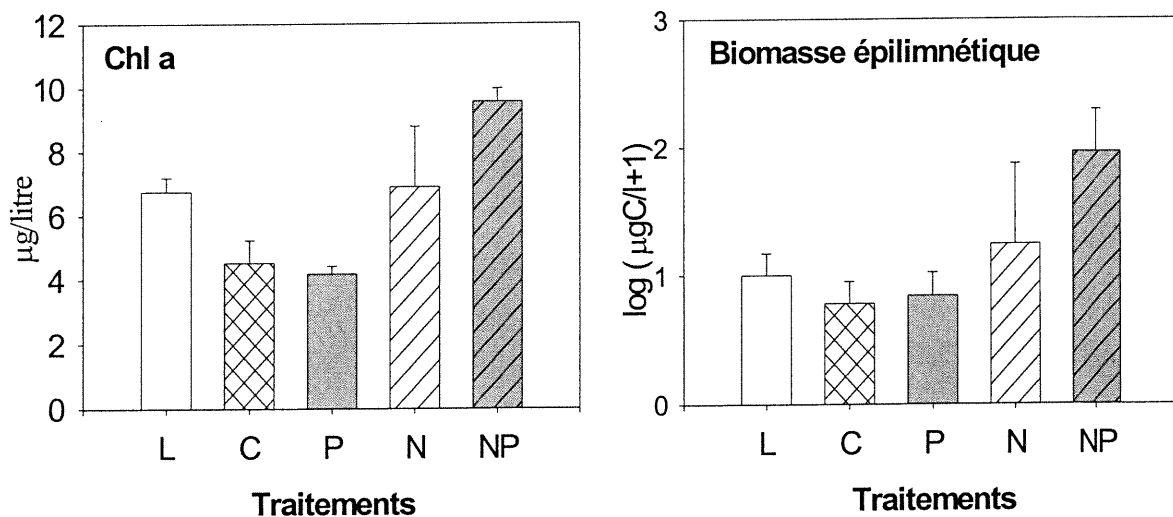 Chl a
µg/litre
12
10
8
6
4
2
0
L C P N NP
Traitements
Biomasse épilimnétique
log ( µgC/l+1)
3
2
1
0
L C P N NP
Traitements